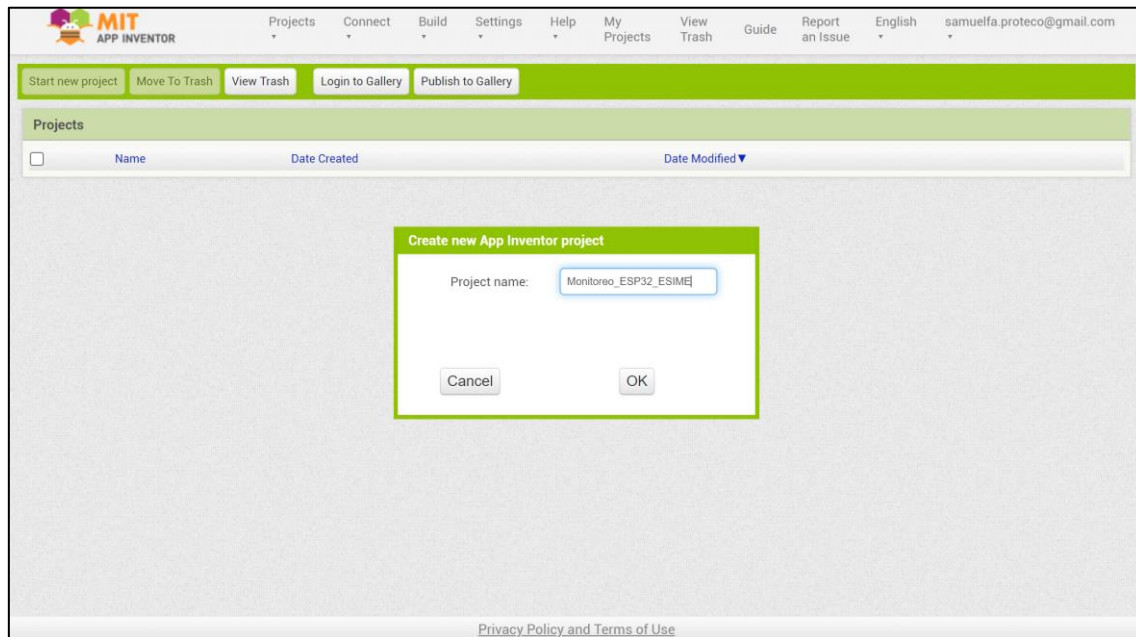 MIT
APP INVENTOR
Projects
Connect
Build
Settings
Help
My
Projects
View
Trash
Guide
Report
an Issue
English
samuelfa.proteco@gmail.com
Start new project
Move To Trash
View Trash
Login to Gallery
Publish to Gallery
Projects
Name
Date Created
Date Modified▼
Create new App Inventor project
Project name:
Monitoreo_ESP32_ESIME
Cancel
OK
Privacy Policy and Terms of Use